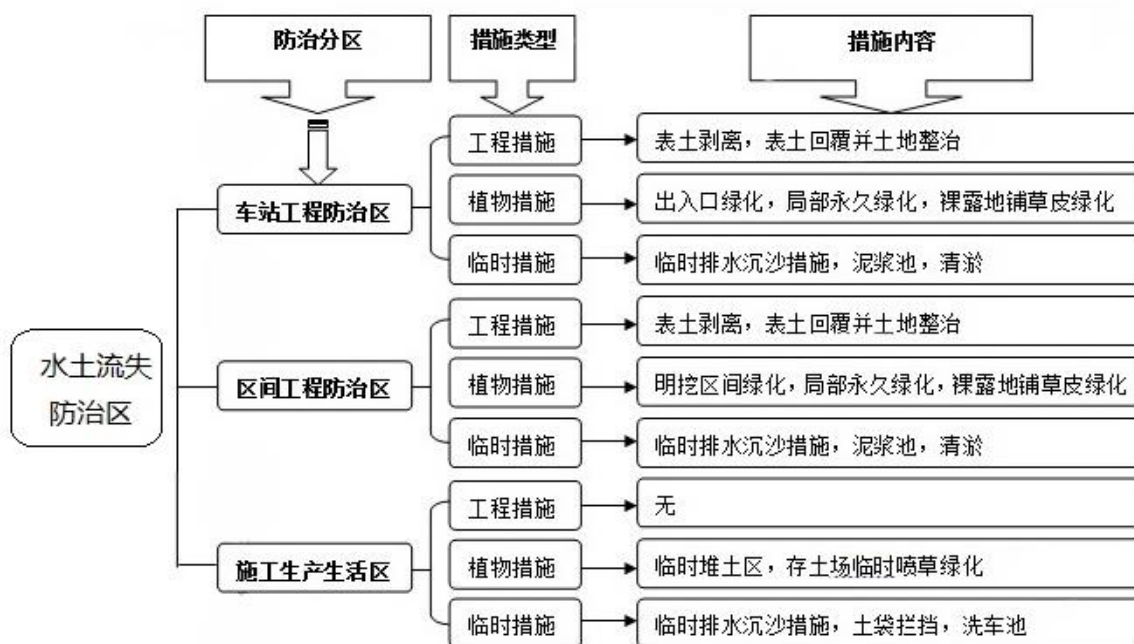 防治分区
措施类型
措施内容
工程措施
表土剥离，表土回覆并土地整治
车站工程防治区
植物措施
出入口绿化，局部永久绿化，裸露地铺草皮绿化
临时措施
临时排水沉沙措施，泥浆池，清淤
水土流失
防治区
工程措施
表土剥离，表土回覆并土地整治
区间工程防治区
植物措施
明挖区间绿化，局部永久绿化，裸露地铺草皮绿化
临时措施
临时排水沉沙措施，泥浆池，清淤
工程措施
无
施工生产生活区
植物措施
临时堆土区，存土场临时喷草绿化
临时措施
临时排水沉沙措施，土袋拦挡，洗车池